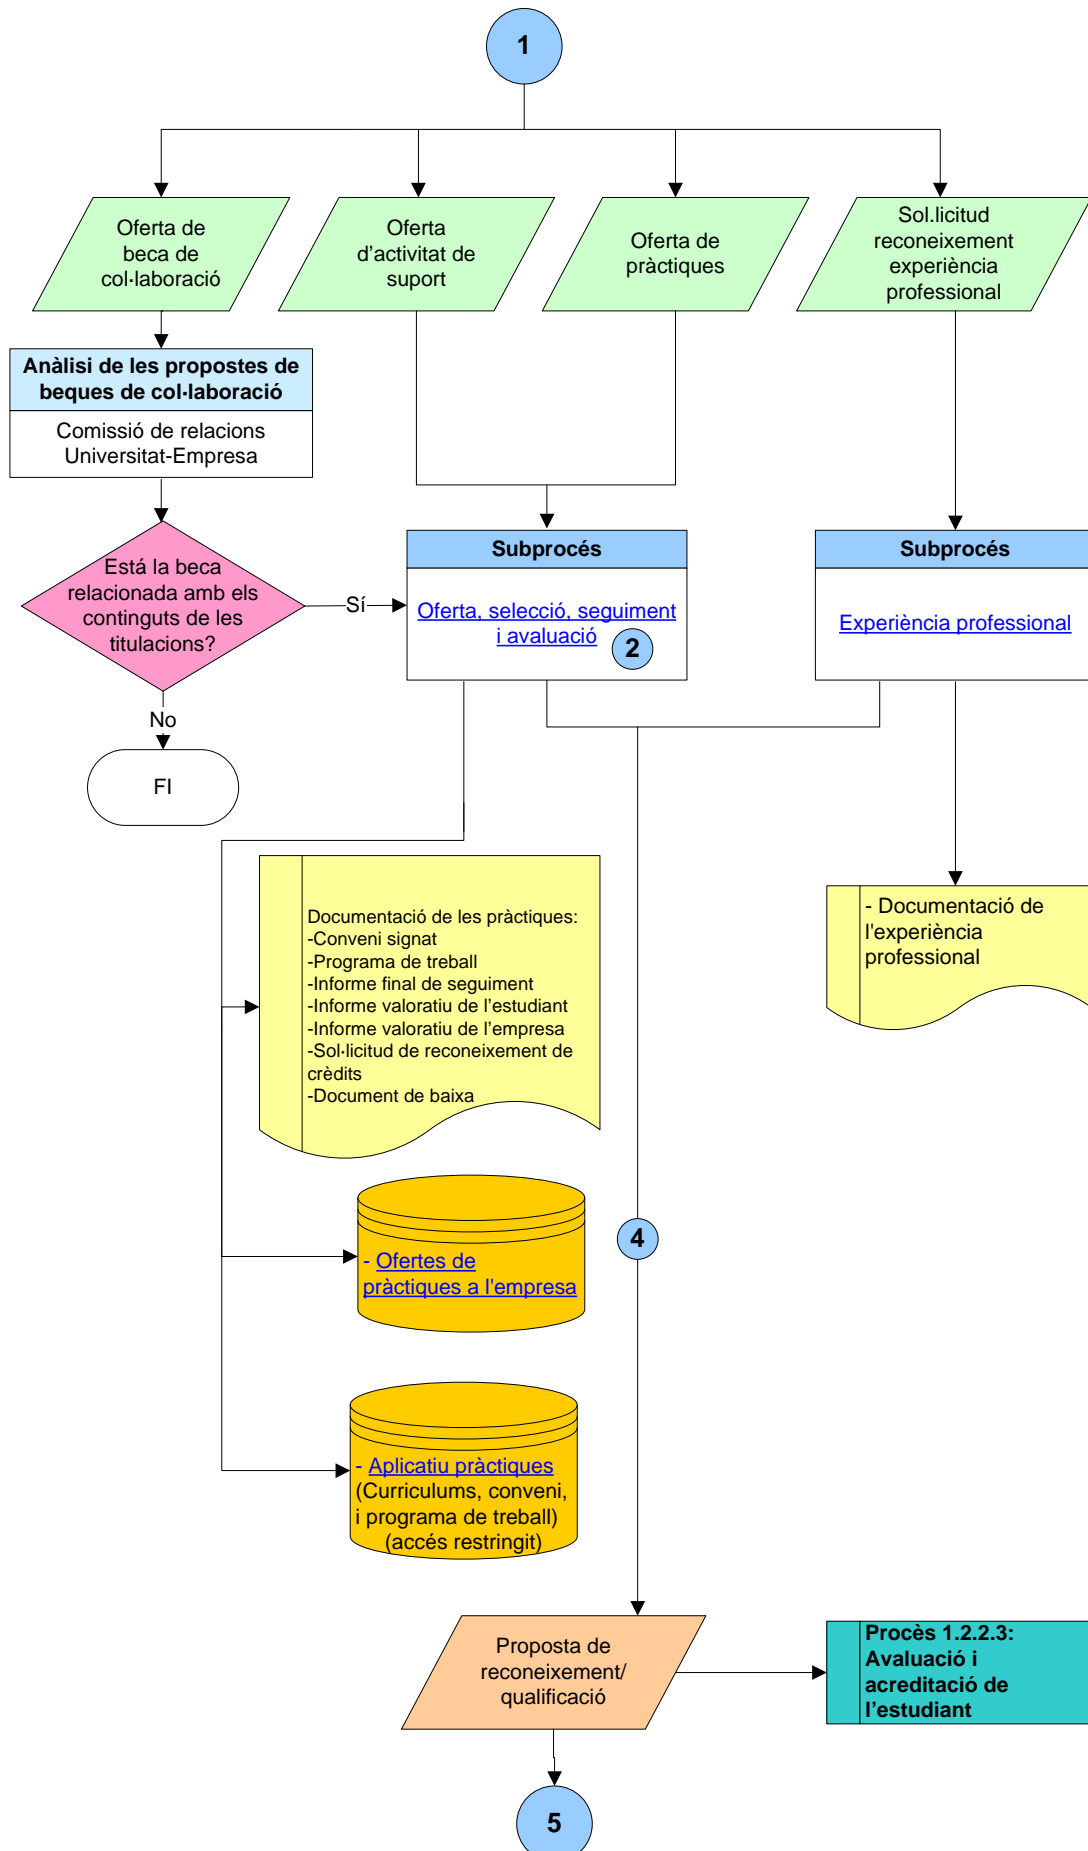 1
Oferta de
beca de
col·laboració
Oferta
d’activitat de
suport
Oferta de
pràctiques
Sol.licitud
reconeixement
experiència
professional
Anàlisi de les propostes de
beques de col·laboració
Comissió de relacions
Universitat-Empresa
Está la beca
relacionada amb els
continguts de les
titulacions?
Sí
No
FI
Subprocés
Oferta, selecció, seguiment
i avaluació
2
Subprocés
Experiència professional
Documentació de les pràctiques:
-Conveni signat
-Programa de treball
-Informe final de seguiment
-Informe valoratiu de l’estudiant
-Informe valoratiu de l’empresa
-Sol·licitud de reconeixement de
crèdits
-Document de baixa
- Documentació de
l'experiència
professional
- Ofertes de
pràctiques a l'empresa
4
- Aplicatiu pràctiques
(Curriculums, conveni,
i programa de treball)
(accés restringit)
Proposta de
reconeixement/
qualificació
Procès 1.2.2.3:
Avaluació i
acreditació de
l’estudiant
5